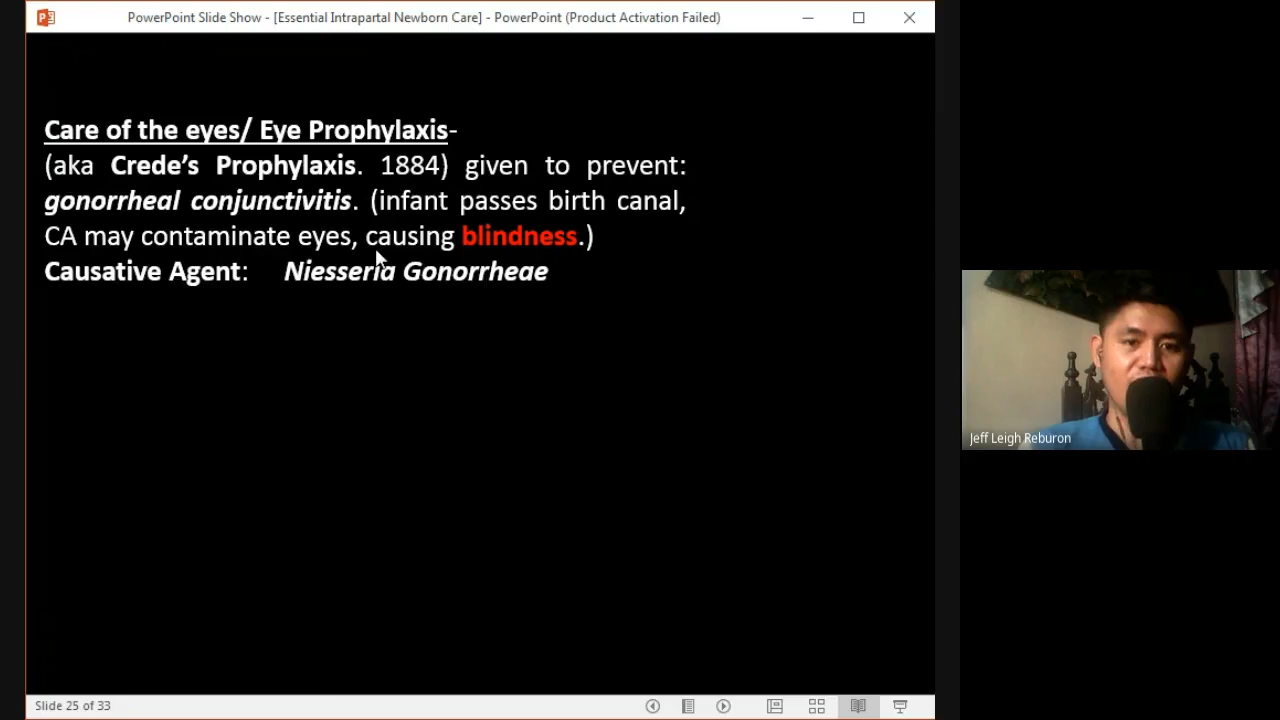 PowerPoint Slide Show - [Essential Intrapartal Newborn Care] - PowerPoint (Product Activation Failed)
Care of the eyes/ Eye Prophylaxis-
(aka Crede's Prophylaxis. 1884) given to prevent:
gonorrheal conjunctivitis. (infant passes birth canal,
CA may contaminate eyes, causing blindness.)
Causative Agent: Niesseria Gonorrheae
Jeff Leigh Reburon
Slide 25 of 33